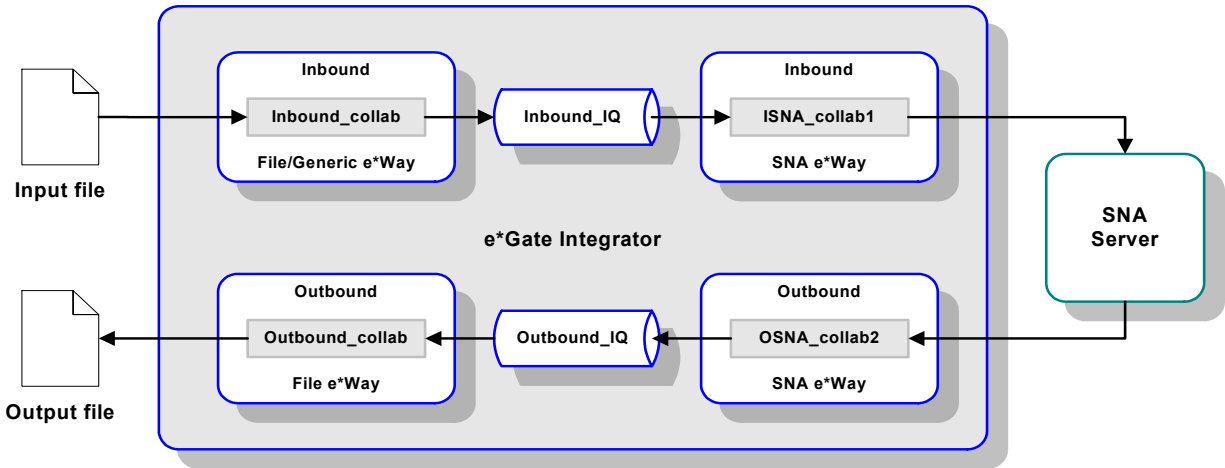 Inbound
Inbound
Inbound_collab
Inbound_IQ
ISNA_collab1
File/Generic e*Way
SNA e*Way
Input file
SNA
Server
e*Gate Integrator
Outbound
Outbound
Outbound_collab
Outbound_IQ
OSNA_collab2
File e*Way
SNA e*Way
Output file